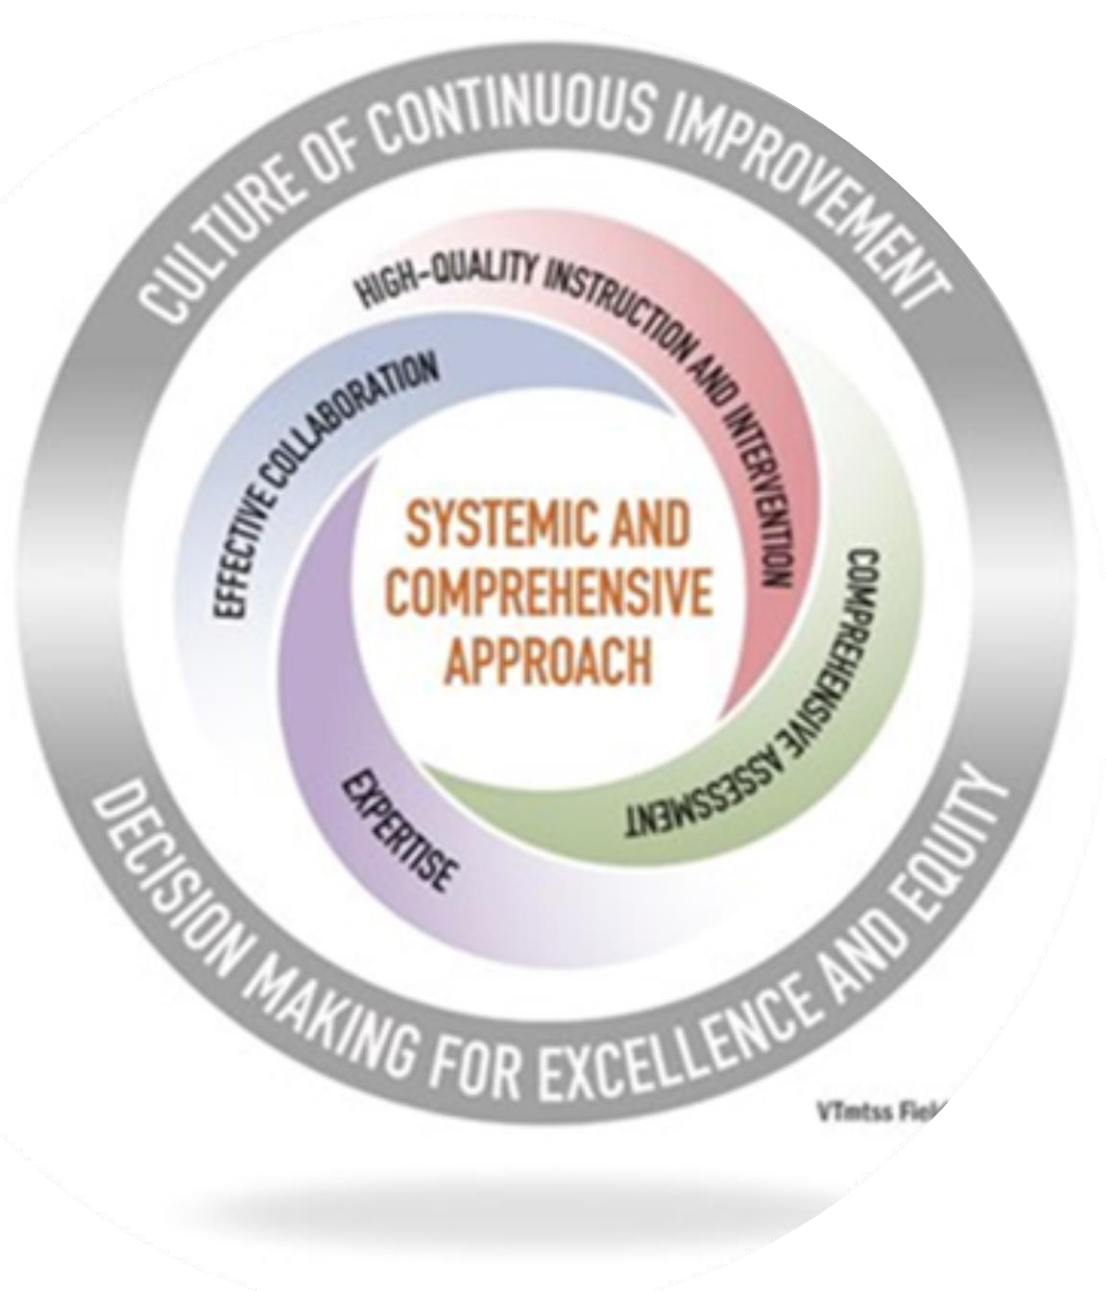 CULTURE OF CONTINUOUS IMPROVEMENT
HIGH-QUALITY INSTRUCTION AND INTERVENTION
EFFECTIVE COLLABORATION
SYSTEMIC AND
COMPREHENSIVE
APPROACH
COMPREHENSIVE ASSESSMENT
EXPERTISE
DECISION MAKING FOR EXCELLENCE AND EQUITY
VTmtss